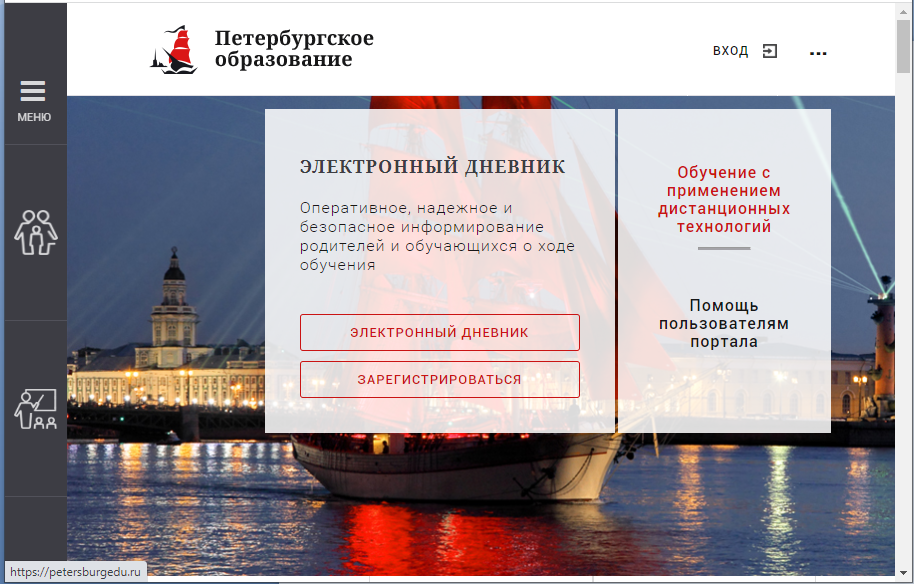 Петербургское
образование
ВХОД
...
МЕНЮ
ЭЛЕКТРОННЫЙ ДНЕВНИК
Оперативное, надежное и
безопасное информирование
родителей и обучающихся о ходе
обучения
ЭЛЕКТРОННЫЙ ДНЕВНИК
ЗАРЕГИСТРИРОВАТЬСЯ
Обучение с
применением
дистанционных
технологий
Помощь
пользователям
портала
https://petersburgedu.ru